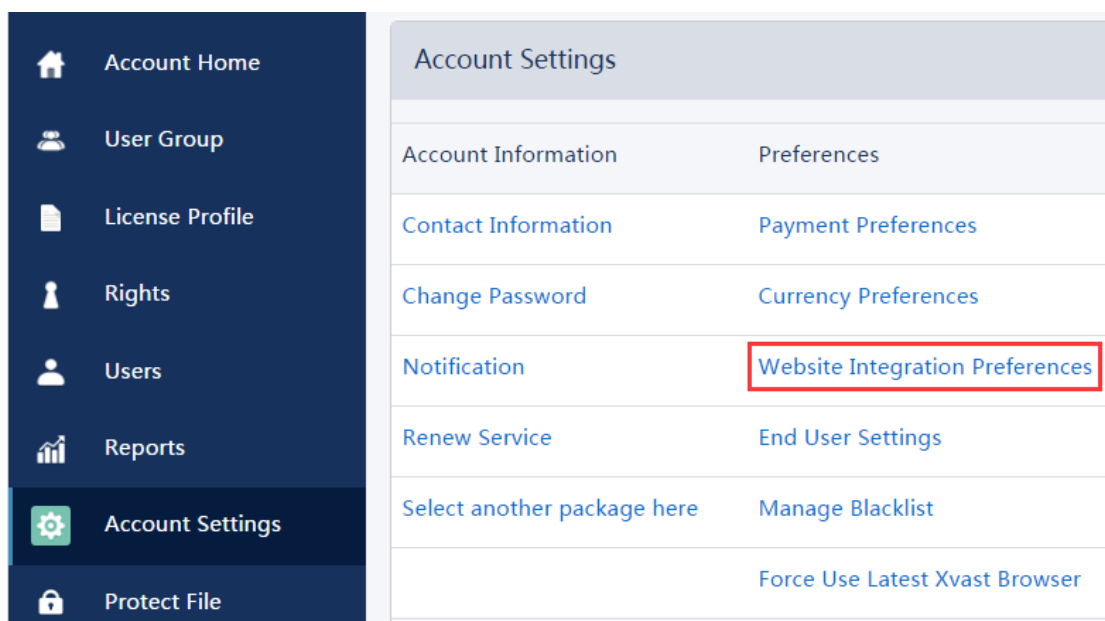 Account Home
User Group
License Profile
Rights
Users
Reports
Account Settings
Protect File
Account Settings
Account Information Preferences
Contact Information Payment Preferences
Change Password Currency Preferences
Notification Website Integration Preferences
Renew Service End User Settings
Select another package here Manage Blacklist
Force Use Latest Xvast Browser